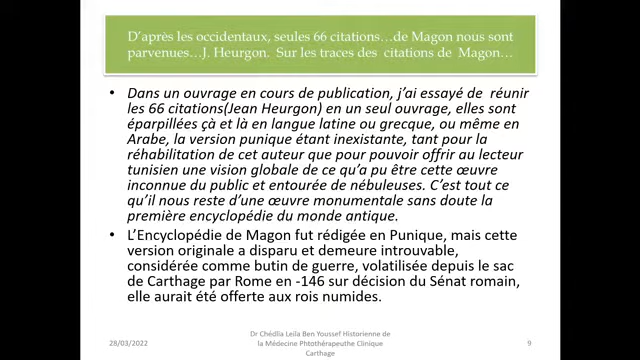 D'après les occidentaux, seules 66 citations…de Magon nous sont
parvenues…J. Heurgon. Sur les traces des citations de Magon…
• Dans un ouvrage en cours de publication, j'ai essayé de réunir
les 66 citations(Jean Heurgon) en un seul ouvrage, elles sont
éparpillées çà et là en langue latine ou grecque, ou même en
Arabe, la version punique étant inexistante, tant pour la
réhabilitation de cet auteur que pour pouvoir offrir au lecteur
tunisien une vision globale de ce qu'a pu être cette œuvre
inconnue du public et entourée de nébuleuses. C'est tout ce
qu'il nous reste d'une œuvre monumentale sans doute la
première encyclopédie du monde antique.
• L'Encyclopédie de Magon fut rédigée en Punique, mais cette
version originale a disparu et demeure introuvable,
considérée comme butin de guerre, volatilisée depuis le sac
de Carthage par Rome en -146 sur décision du Sénat romain,
elle aurait été offerte aux rois numides.
28/03/2022
Dr Chédlia Leila Ben Youssef Historienne de
la Médecine Phtothérapeuthe Clinique
Carthage
9